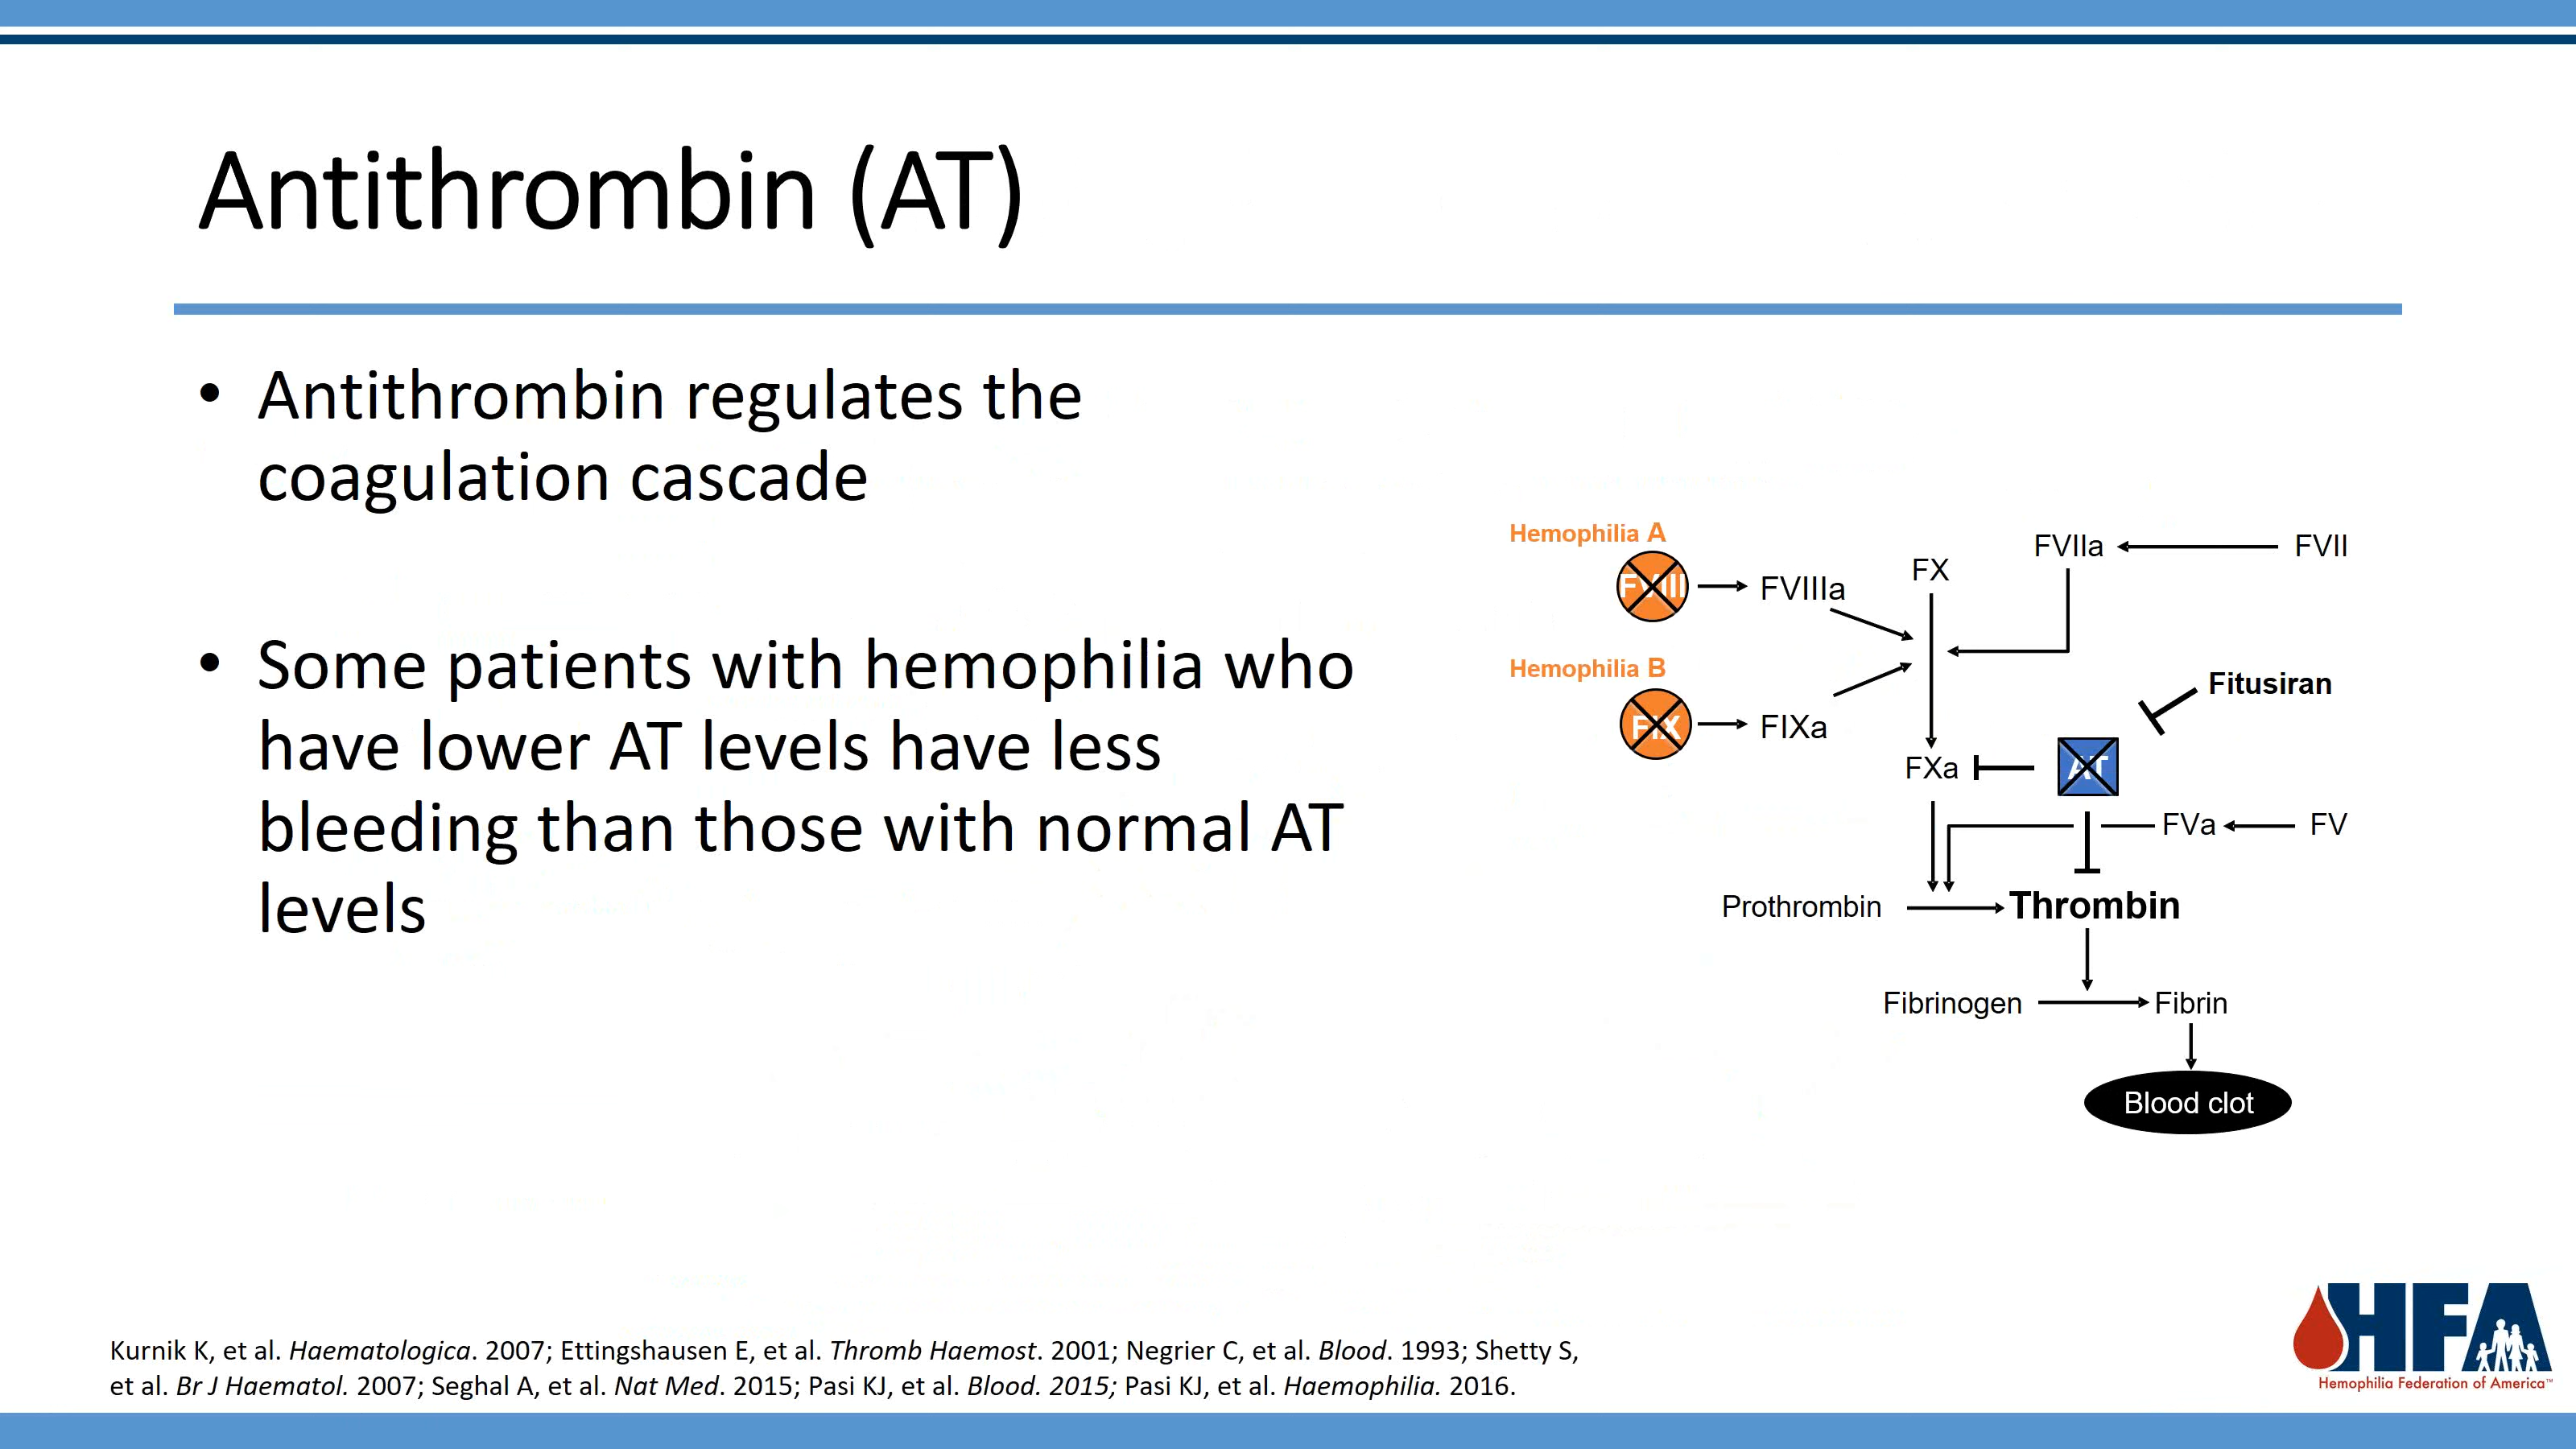 Antithrombin (AT)
• Antithrombin regulates the
coagulation cascade
• Some patients with hemophilia who
have lower AT levels have less
bleeding than those with normal AT
levels
Hemophilia A
FVIII
FVIIIa
FX
FVIIa
FVII
Hemophilia B
FIX
FIXa
Fitusiran
FXa
AT
FVa
FV
Prothrombin
Thrombin
Fibrinogen
Fibrin
Blood clot
Kurnik K, et al. Haematologica. 2007; Ettingshausen E, et al. Thromb Haemost. 2001; Negrier C, et al. Blood. 1993; Shetty S,
et al. Br J Haematol. 2007; Seghal A, et al. Nat Med. 2015; Pasi KJ, et al. Blood. 2015; Pasi KJ, et al. Haemophilia. 2016.
HFA
Hemophilia Federation of America™